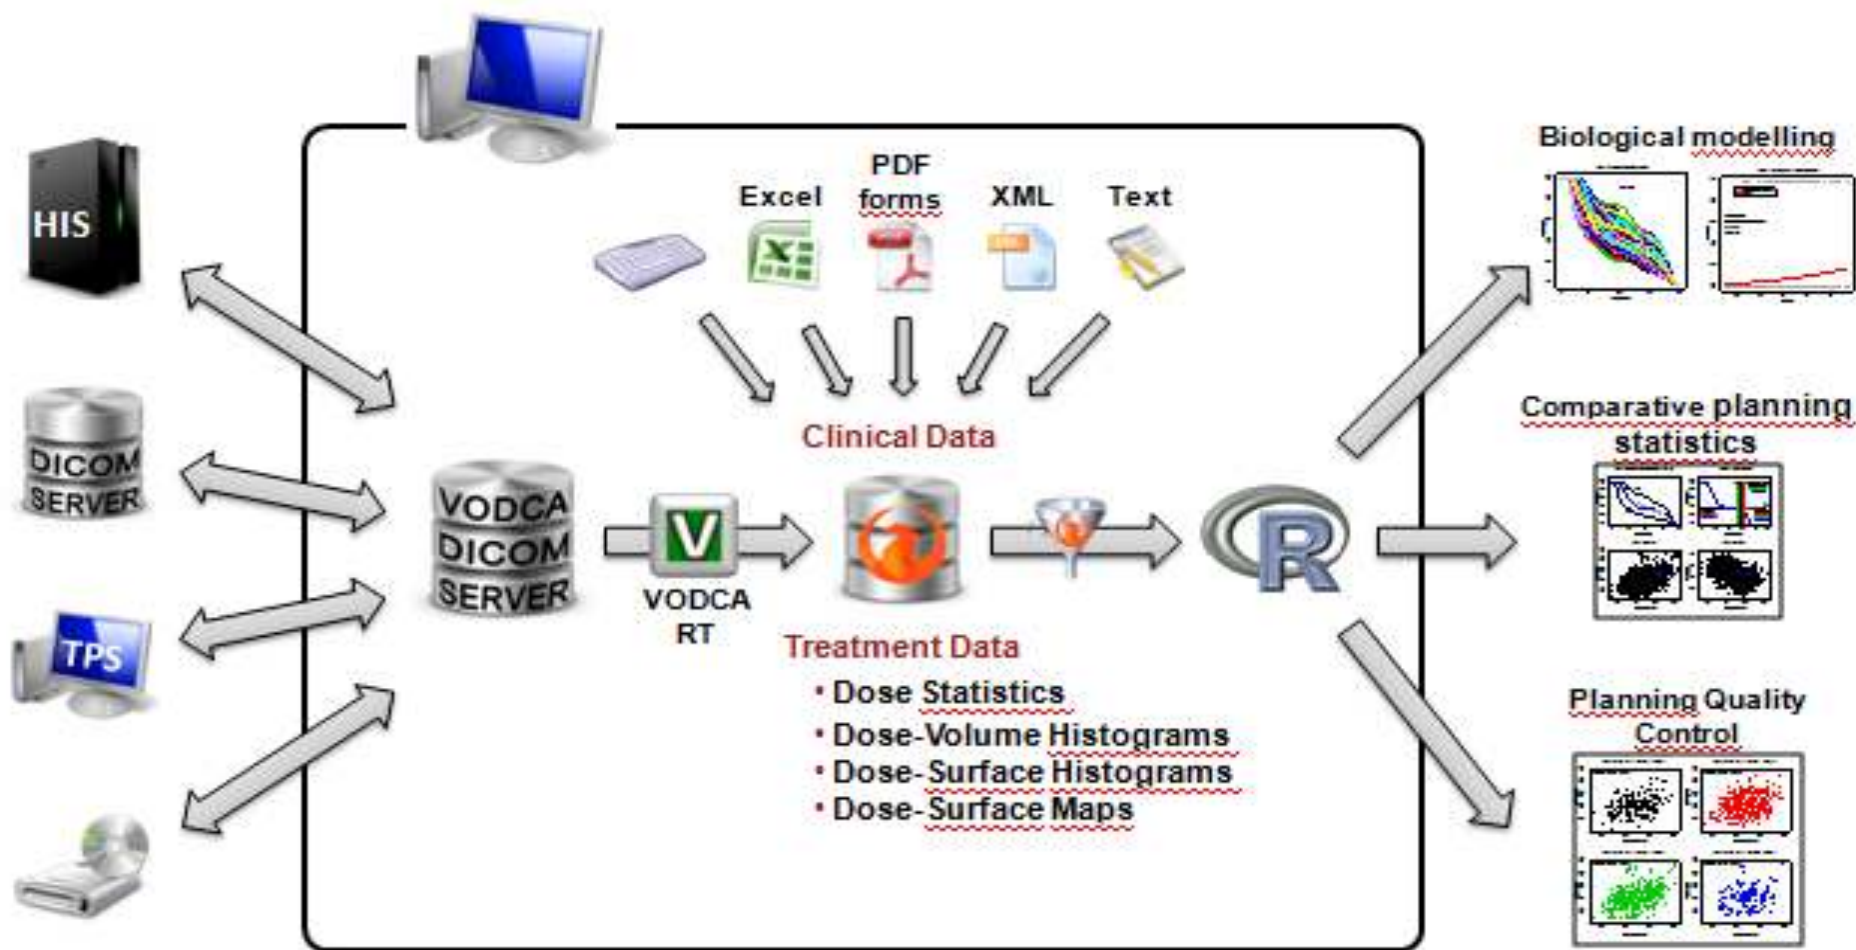 HIS
DICOM
SERVER
TPS
Excel
PDF
forms
XML
Text
Clinical Data
VODCA
DICOM
SERVER
V
VODCA
RT
R
Treatment Data
• Dose Statistics
• Dose-Volume Histograms
• Dose-Surface Histograms
• Dose-Surface Maps
Biological modelling
Comparative planning
statistics
Planning Quality
Control